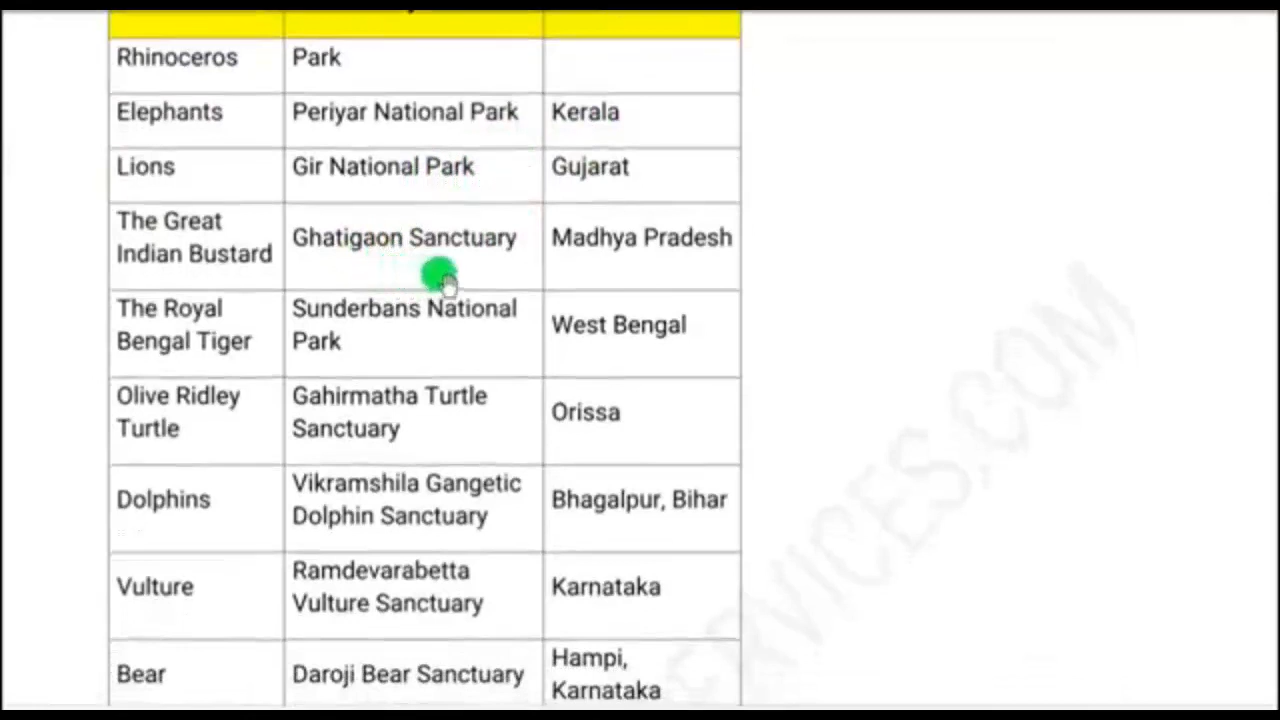 Rhinoceros Park
Elephants Periyar National Park Kerala
Lions Gir National Park Gujarat
The Great
Indian Bustard
Ghatigaon Sanctuary
Madhya Pradesh
The Royal
Bengal Tiger
Sunderbans National
Park
West Bengal
Olive Ridley
Turtle
Gahirmatha Turtle
Sanctuary
Orissa
Dolphins
Vikramshila Gangetic
Dolphin Sanctuary
Bhagalpur, Bihar
Vulture
Ramdevarabetta
Vulture Sanctuary
Karnataka
Bear
Daroji Bear Sanctuary
Hampi,
Karnataka